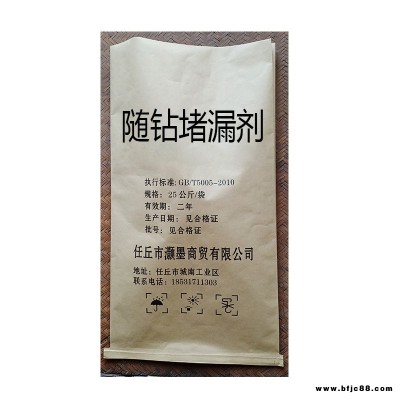 随钻堵漏剂
执行标准:GB/T5005-2010
规格: 25公斤/袋
有效期: 二年
生产日期: 见合格证
批号: 见合格证
任丘市灏墨商贸有限公司
地址: 任丘市城南工业区
联系电话: 18531711303
www.bfjc88.com